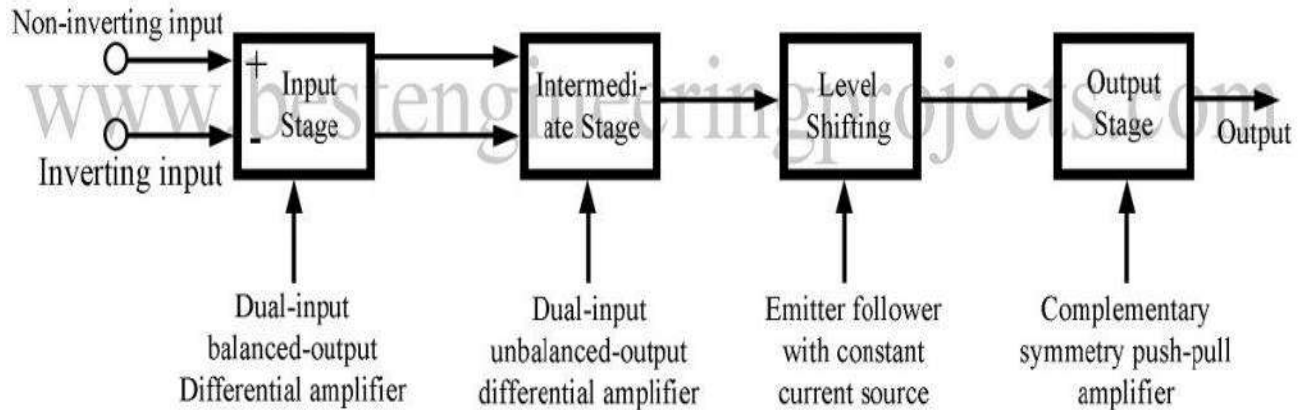 Non-inverting input
+
-
Inverting input
Input
Stage
Intermedi-
ate Stage
Level
Shifting
Output
Stage
Output
www.bestengineeringprojects.com
Dual-input
balanced-output
Differential amplifier
Dual-input
unbalanced-output
differential amplifier
Emitter follower
with constant
current source
Complementary
symmetry push-pull
amplifier